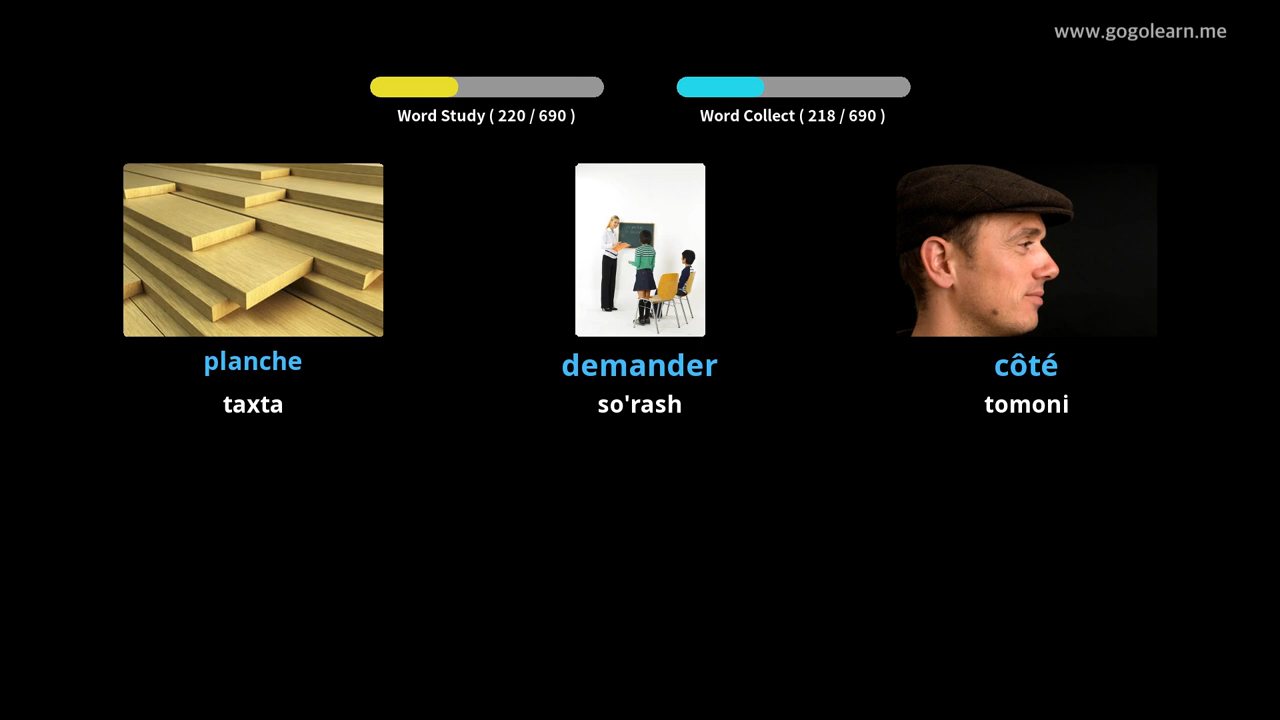 www.gogolearn.me
Word Study ( 220 / 690 )
Word Collect ( 218 / 690 )
planche
demander
côté
taxta
so'rash
tomoni